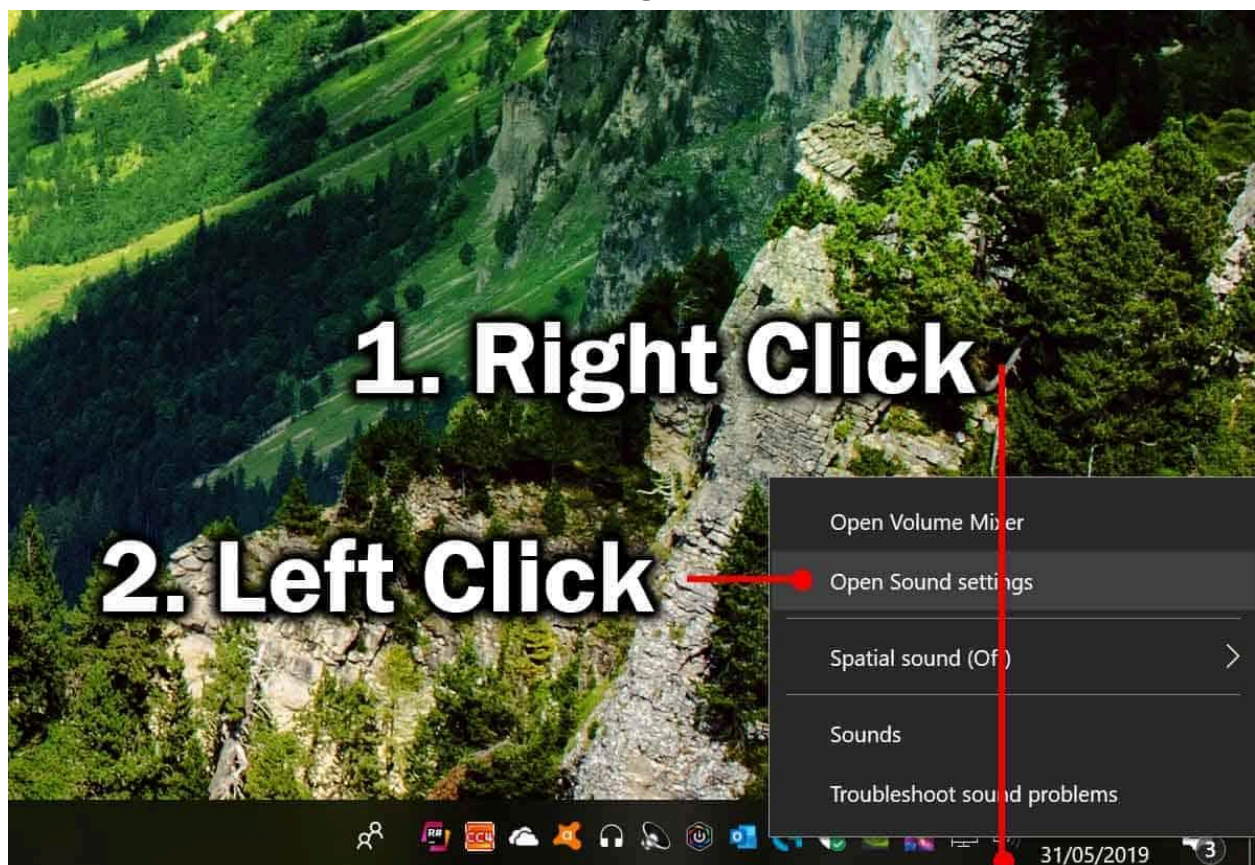 1. Right Click
Open Volume Mixer
2. Left Click
Open Sound settings
Spatial sound (Off)
Sounds
Troubleshoot sound problems
R#
CC4
31/05/2019
3